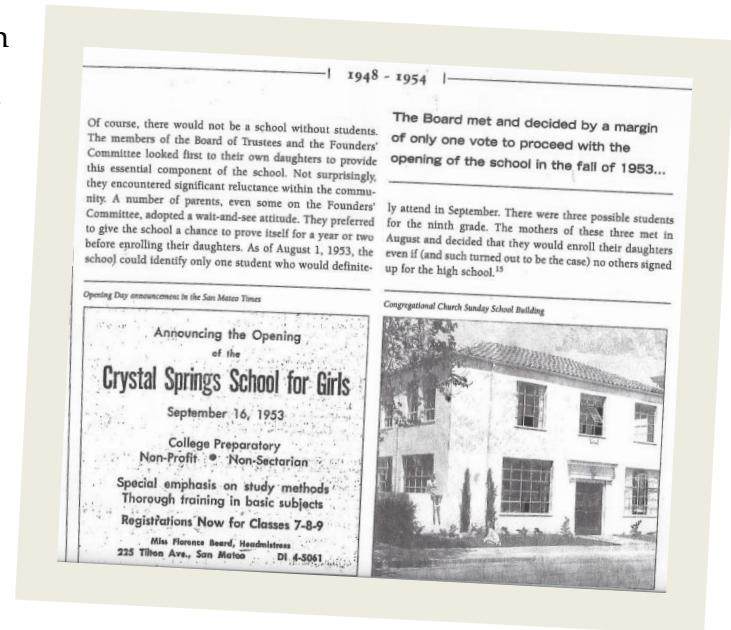 1948 - 1954
Of course, there would not be a school without students.
The members of the Board of Trustees and the Founders'
Committee looked first to their own daughters to provide
this essential component of the school. Not surprisingly,
they encountered significant reluctance within the commu-
nity. A number of parents, even some on the Founders'
Committee, adopted a wait-and-see attitude. They preferred
to give the school a chance to prove itself for a year or two
before enrolling their daughters. As of August 1, 1953, the
school could identify only one student who would definite-
The Board met and decided by a margin
of only one vote to proceed with the
opening of the school in the fall of 1953...
ly attend in September. There were three possible students
for the ninth grade. The mothers of these three met in
August and decided that they would enroll their daughters
even if (and such turned out to be the case) no others signed
up for the high school.15
Opening Day announcement in the San Mateo Times
Announcing the Opening
of the
Crystal Springs School for Girls
September 16, 1953
College Preparatory
Non-Profit • Non-Sectarian
Special emphasis on study methods
Thorough training in basic subjects
Registrations Now for Classes 7-8-9
Miss Florence Board, Headmistress
225 Tilton Ave., San Mateo DI 4-5061
Congregational Church Sunday School Building